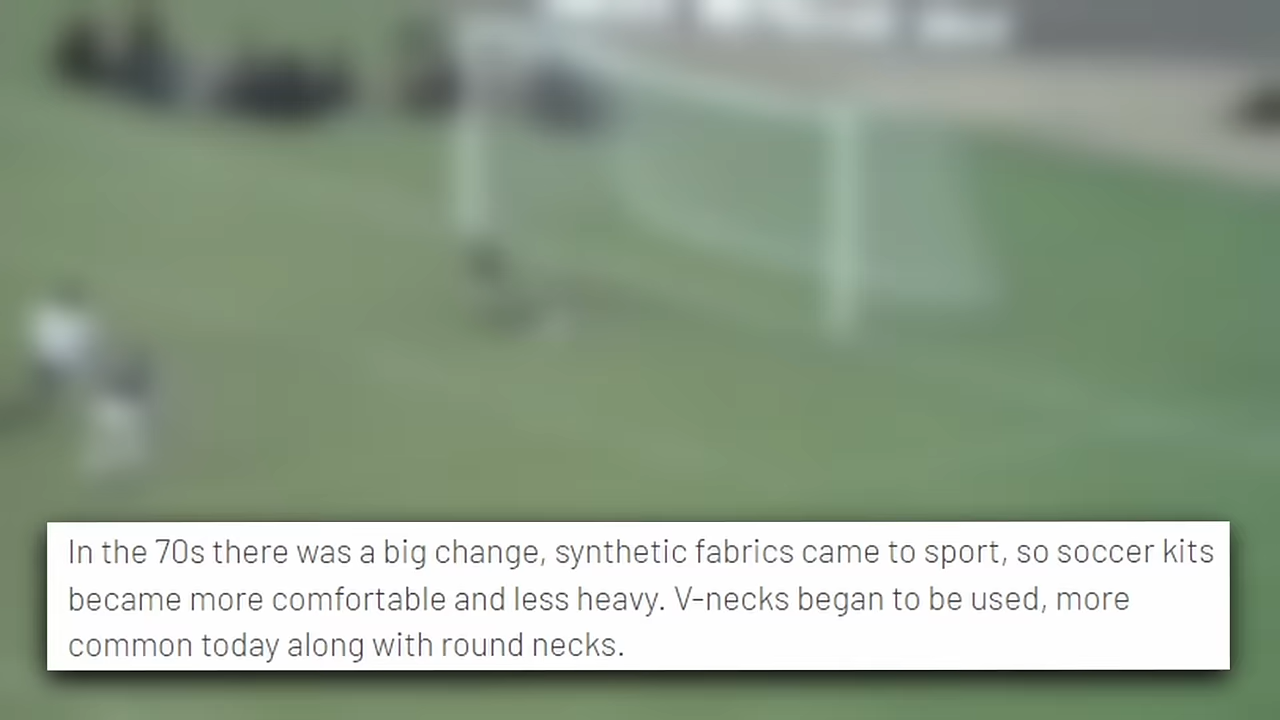 In the 70s there was a big change, synthetic fabrics came to sport, so soccer kits
became more comfortable and less heavy. V-necks began to be used, more
common today along with round necks.